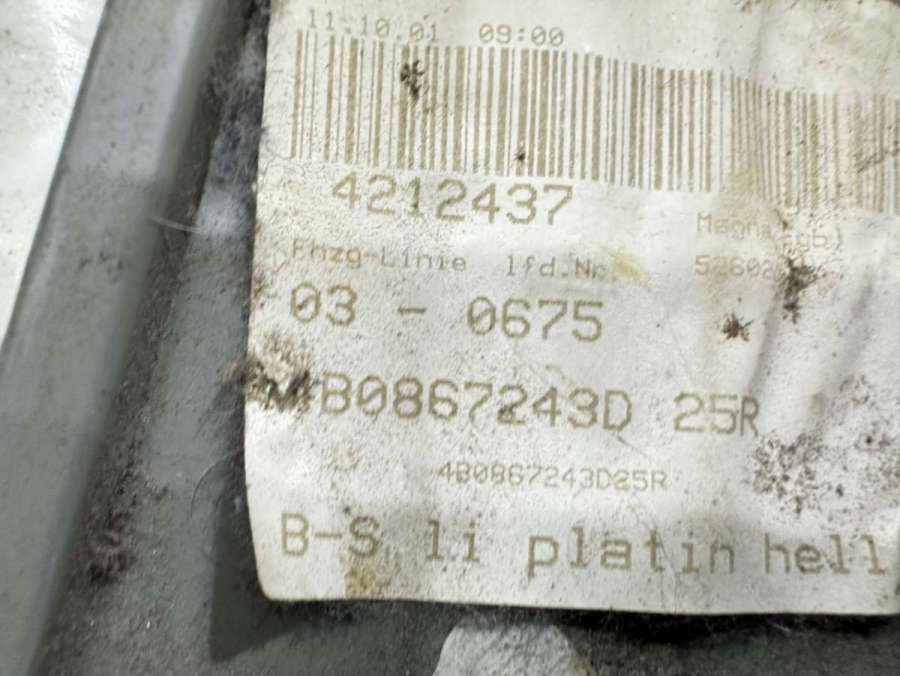 11.10.01 09:00
4212437
Fhzg-Linie lfd.Nr.
03 - 0675
4B0867243D 25R
4B0867243D25R
B-S li platin hell